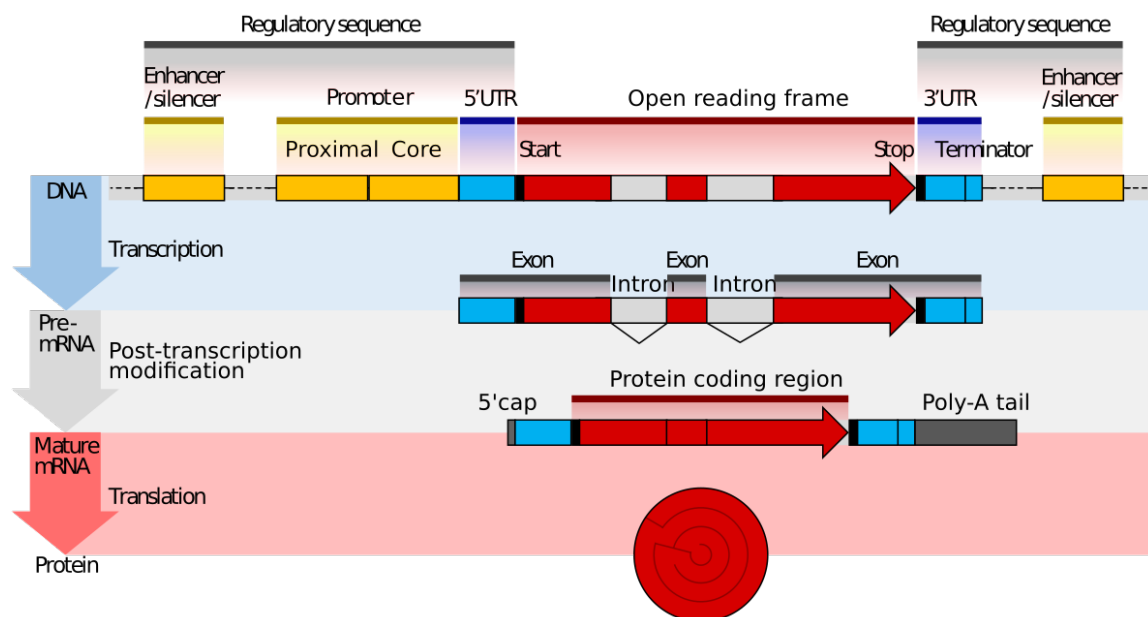 Regulatory sequence
Regulatory sequence
Enhancer
/silencer
Promoter
5'UTR
Open reading frame
3'UTR
Enhancer
/silencer
Proximal Core
Start
Stop
Terminator
DNA
Transcription
Exon
Exon
Exon
Intron
Intron
Pre-
mRNA
Post-transcription
modification
Protein coding region
5'cap
Poly-A tail
Mature
mRNA
Translation
Protein